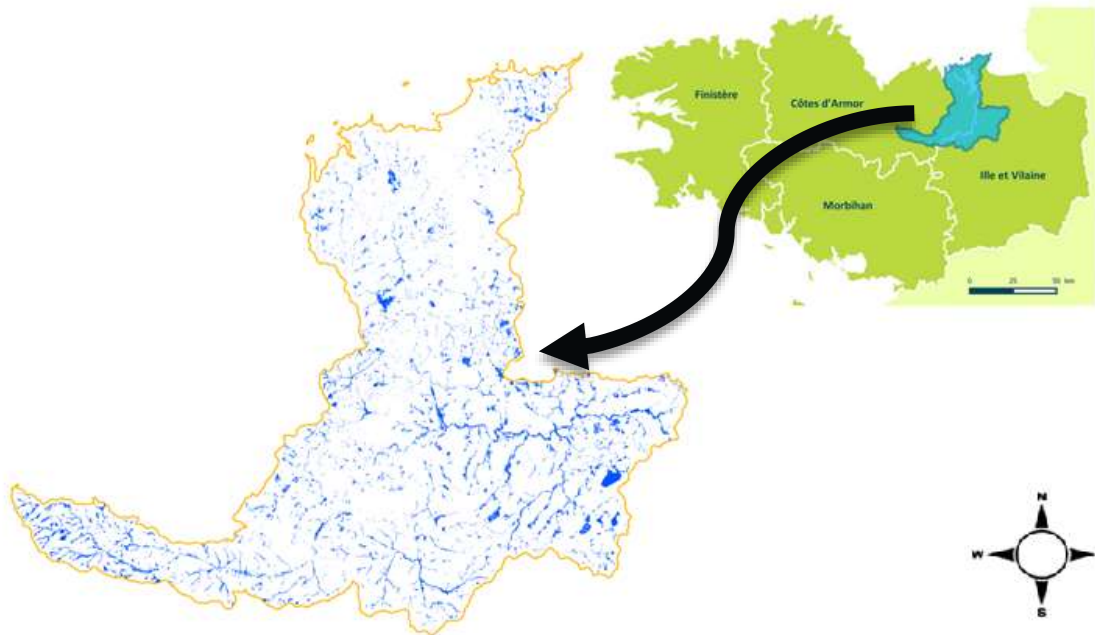 Finistère
Côtes d'Armor
Ille et Vilaine
Morbihan
0 25 50 km
N
W
S